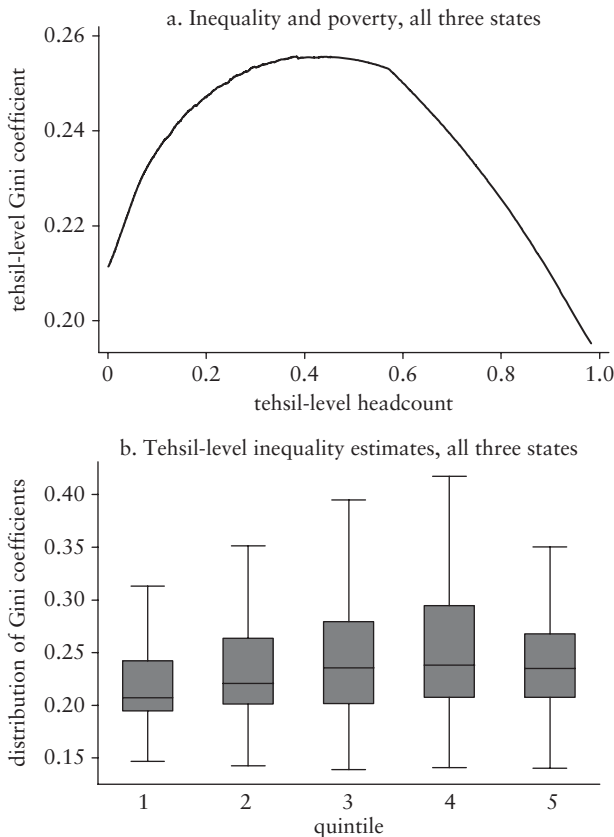 a. Inequality and poverty, all three states
tehsil-level Gini coefficient
0.26
0.24
0.22
0.20
0 0.2 0.4 0.6 0.8 1.0
tehsil-level headcount
b. Tehsil-level inequality estimates, all three states
distribution of Gini coefficients
0.40
0.35
0.30
0.25
0.20
0.15
1 2 3 4 5
quintile